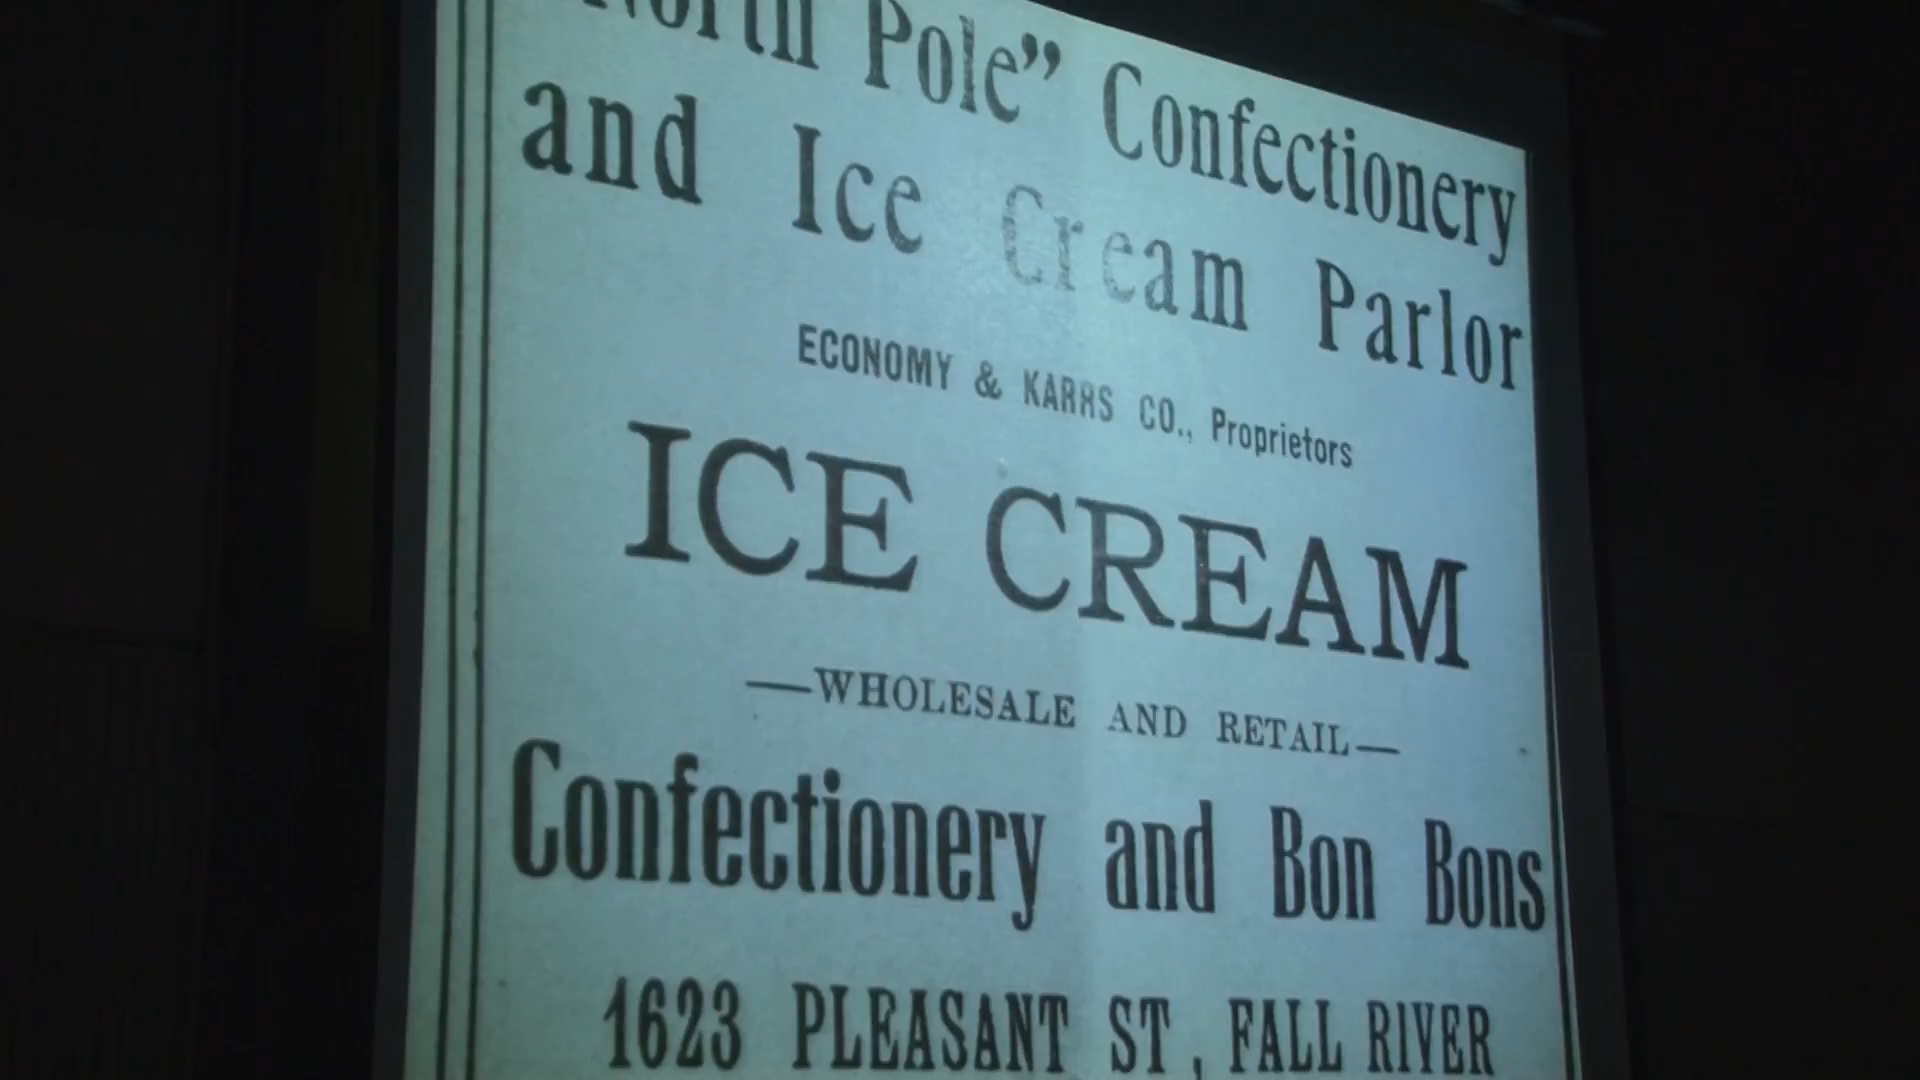 North Pole” Confectionery
and Ice Cream Parlor
ECONOMY & KARRS CO., Proprietors
ICE CREAM
—WHOLESALE AND RETAIL—
Confectionery and Bon Bons
1623 PLEASANT ST, FALL RIVER